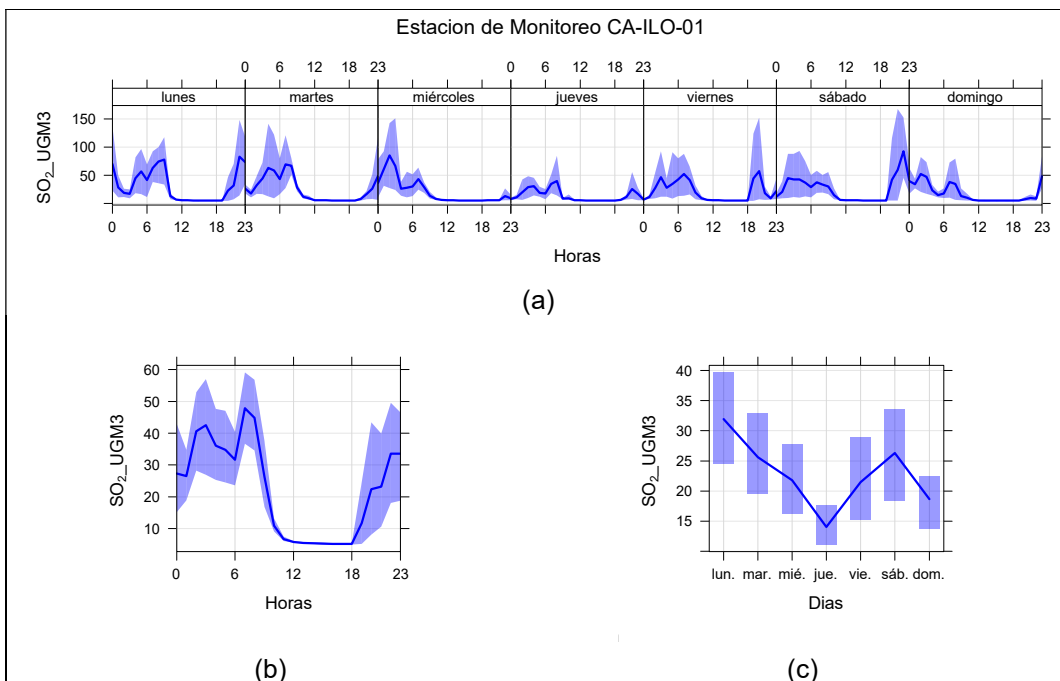 Estacion de Monitoreo CA-ILO-01
0 6 12 18 23 0 6 12 18 23 0 6 12 18 23
lunes martes miércoles jueves viernes sábado domingo
150
100
50
SO2_UGM3
0 6 12 18 23 0 6 12 18 23 0 6 12 18 23 0 6 12 18 23
Horas
(a)
60
50
40
30
20
10
SO2_UGM3
0 6 12 18 23
Horas
(b)
40
35
30
25
20
15
SO2_UGM3
lun. mar. mié. jue. vie. sáb. dom.
Dias
(c)